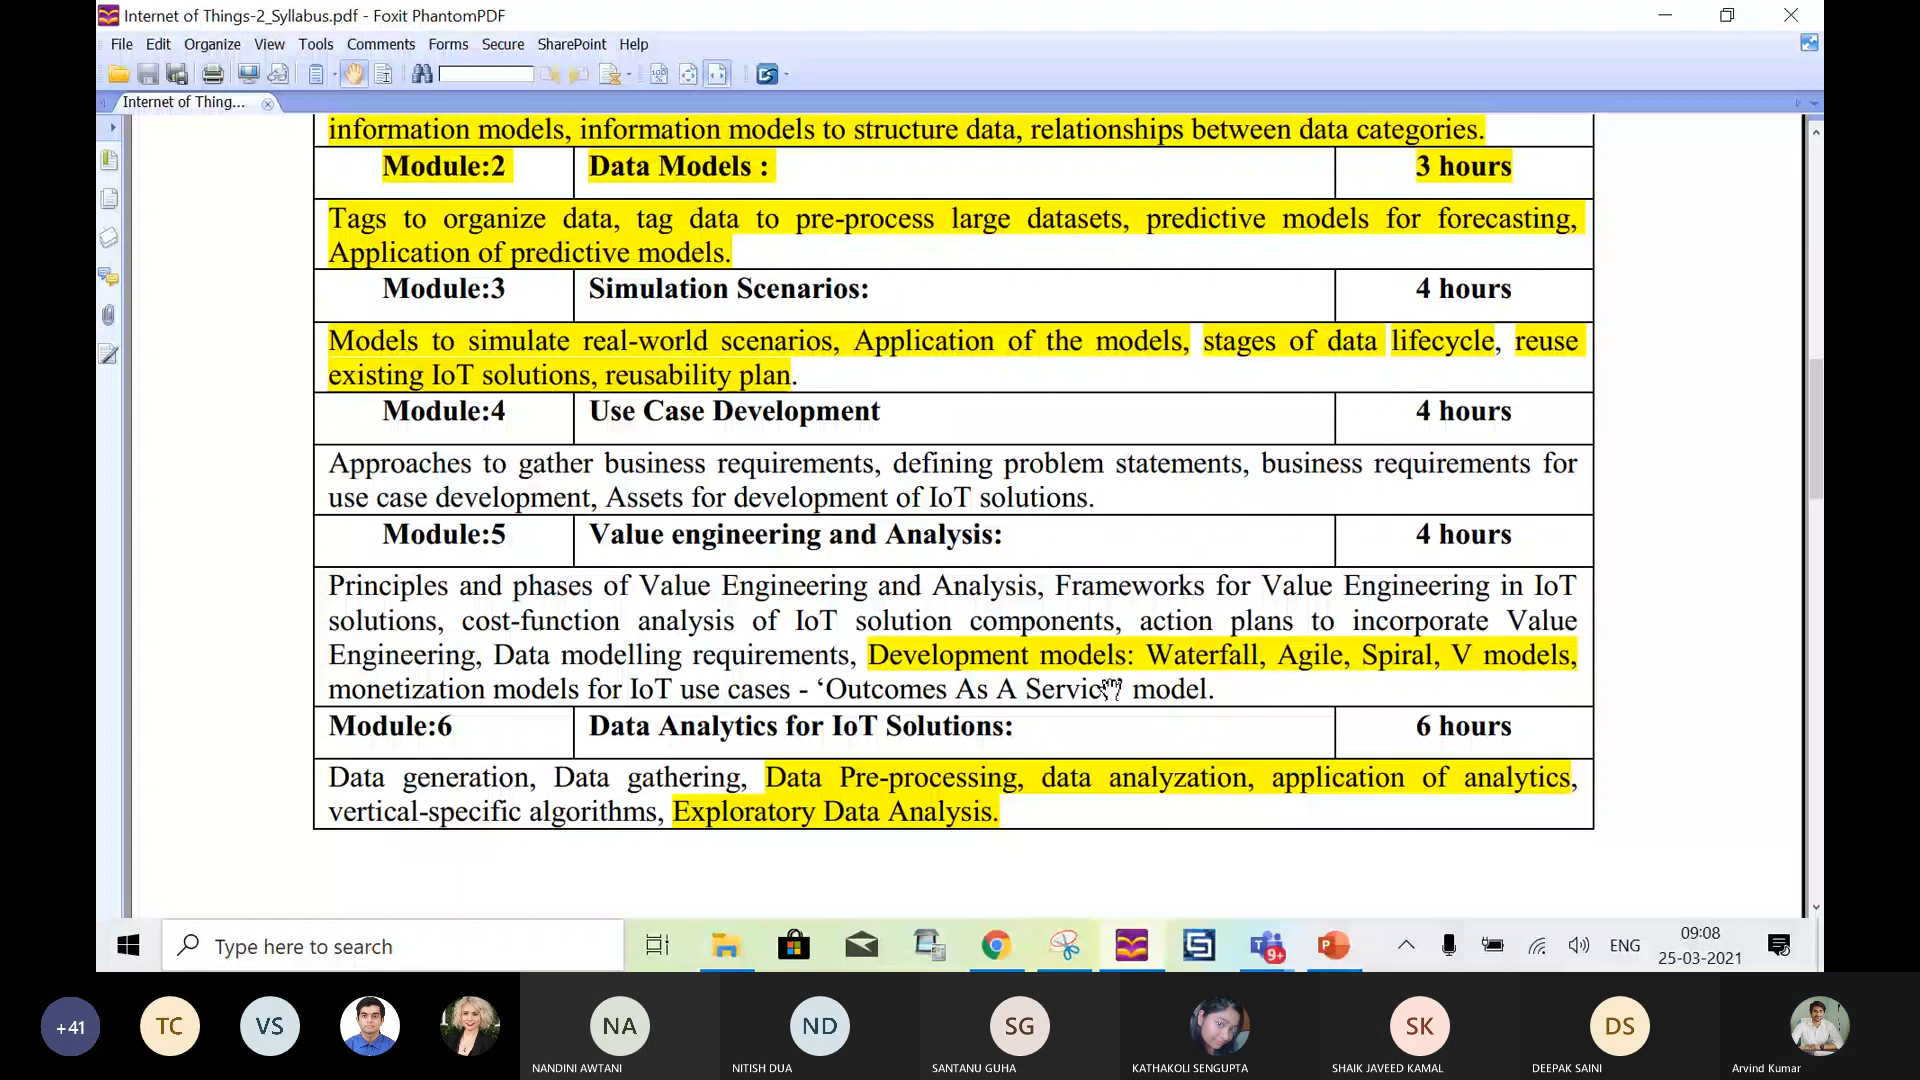 Internet of Things-2_Syllabus.pdf - Foxit PhantomPDF
File Edit Organize View Tools Comments Forms Secure SharePoint Help
Internet of Thing...
information models, information models to structure data, relationships between data categories.
Module:2 Data Models : 3 hours
Tags to organize data, tag data to pre-process large datasets, predictive models for forecasting,
Application of predictive models.
Module:3 Simulation Scenarios: 4 hours
Models to simulate real-world scenarios, Application of the models, stages of data lifecycle, reuse
existing IoT solutions, reusability plan.
Module:4 Use Case Development 4 hours
Approaches to gather business requirements, defining problem statements, business requirements for
use case development, Assets for development of IoT solutions.
Module:5 Value engineering and Analysis: 4 hours
Principles and phases of Value Engineering and Analysis, Frameworks for Value Engineering in IoT
solutions, cost-function analysis of IoT solution components, action plans to incorporate Value
Engineering, Data modelling requirements, Development models: Waterfall, Agile, Spiral, V models,
monetization models for IoT use cases - ‘Outcomes As A Service’ model.
Module:6 Data Analytics for IoT Solutions: 6 hours
Data generation, Data gathering, Data Pre-processing, data analyzation, application of analytics,
vertical-specific algorithms, Exploratory Data Analysis.
Type here to search
9+
ENG
09:08
25-03-2021
+41 TC VS NA ND SG SK DS
NANDINI AWTANI NITISH DUA SANTANU GUHA KATHAKOLI SENGUPTA SHAIK JAVEED KAMAL DEEPAK SAINI Arvind Kumar